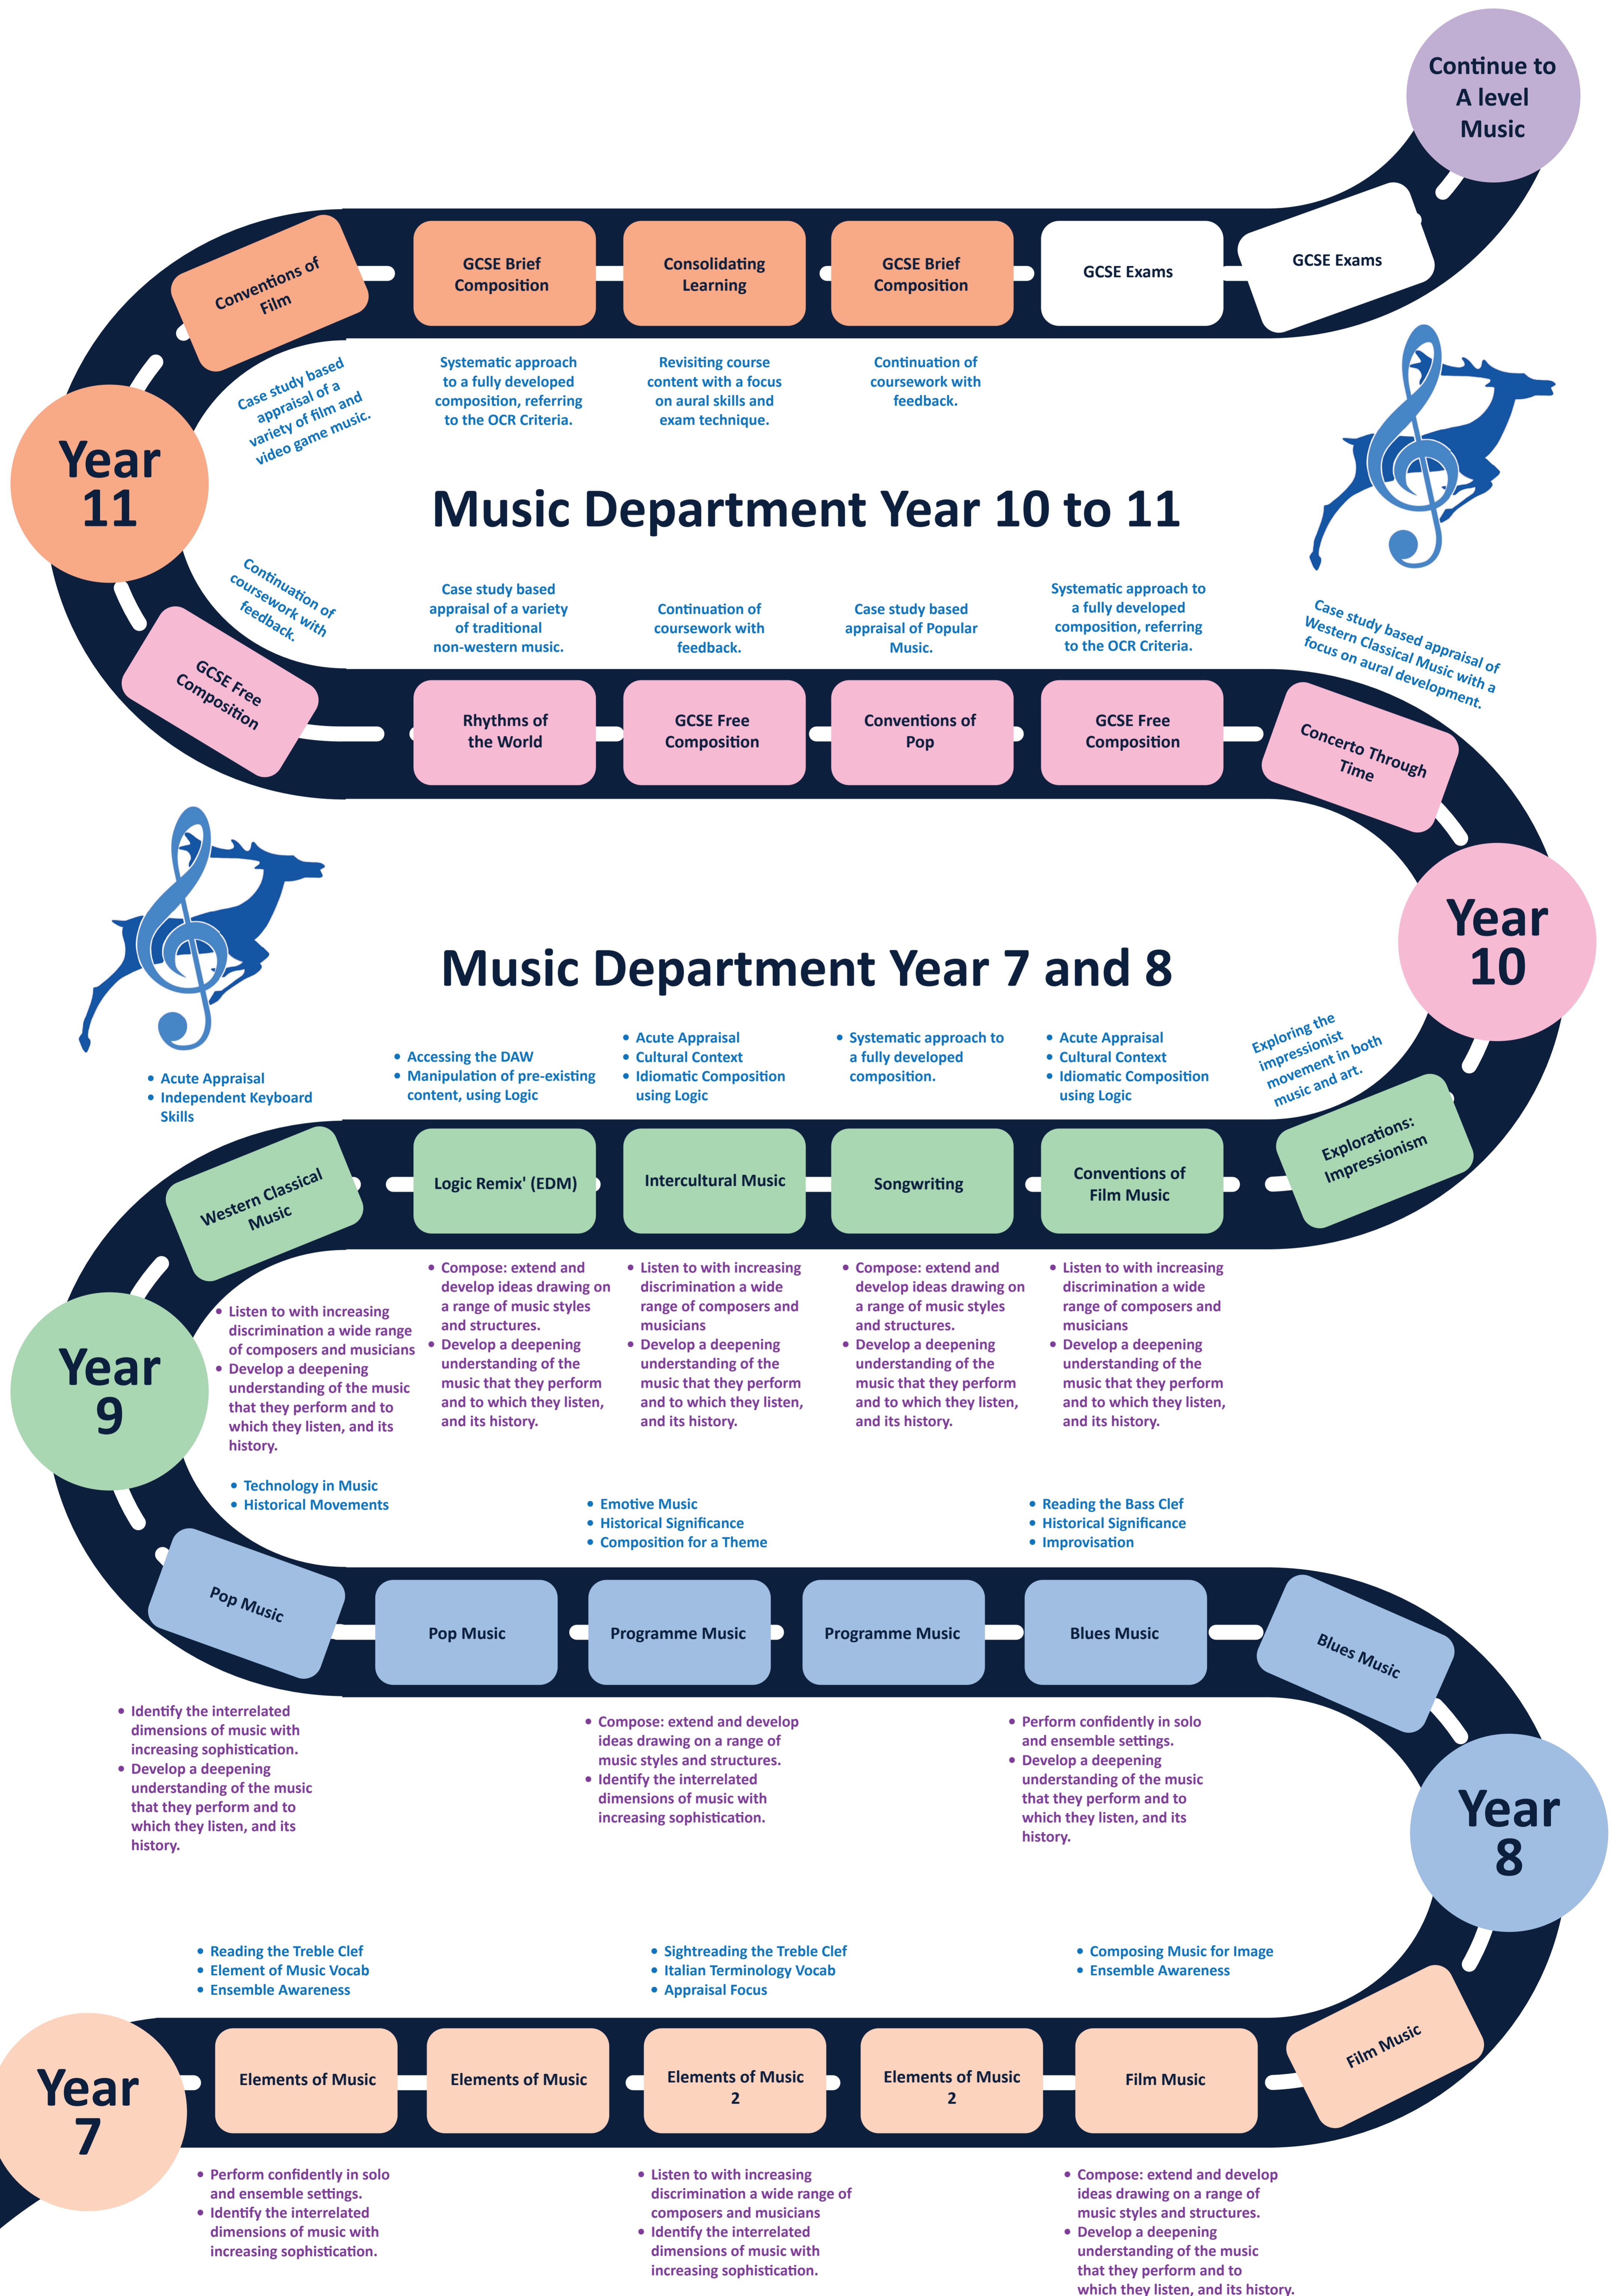 Continue to
A level
Music
Conventions of
Film
GCSE Brief
Composition
Consolidating
Learning
GCSE Brief
Composition
GCSE Exams
GCSE Exams
Case study based
appraisal of a
variety of film and
video game music.
Systematic approach
to a fully developed
composition, referring
to the OCR Criteria.
Revisiting course
content with a focus
on aural skills and
exam technique.
Continuation of
coursework with
feedback.
Year
11
Music Department Year 10 to 11
Continuation of
coursework with
feedback.
Case study based
appraisal of a variety
of traditional
non-western music.
Continuation of
coursework with
feedback.
Case study based
appraisal of Popular
Music.
Systematic approach to
a fully developed
composition, referring
to the OCR Criteria.
Case study based appraisal of
Western Classical Music with a
focus on aural development.
GCSE Free
Composition
Rhythms of
the World
GCSE Free
Composition
Conventions of
Pop
GCSE Free
Composition
Concerto Through
Time
Year
10
Music Department Year 7 and 8
• Acute Appraisal
• Independent Keyboard
Skills
• Accessing the DAW
• Manipulation of pre-existing
content, using Logic
• Acute Appraisal
• Cultural Context
• Idiomatic Composition
using Logic
• Systematic approach to
a fully developed
composition.
• Acute Appraisal
• Cultural Context
• Idiomatic Composition
using Logic
Exploring the
impressionist
movement in both
music and art.
Western Classical
Music
Logic Remix' (EDM)
Intercultural Music
Songwriting
Conventions of
Film Music
Explorations:
Impressionism
• Listen to with increasing
discrimination a wide range
of composers and musicians
• Develop a deepening
understanding of the music
that they perform and to
which they listen, and its
history.
• Compose: extend and
develop ideas drawing on
a range of music styles
and structures.
• Develop a deepening
understanding of the
music that they perform
and to which they listen,
and its history.
• Listen to with increasing
discrimination a wide
range of composers and
musicians
• Develop a deepening
understanding of the
music that they perform
and to which they listen,
and its history.
• Compose: extend and
develop ideas drawing on
a range of music styles
and structures.
• Develop a deepening
understanding of the
music that they perform
and to which they listen,
and its history.
• Listen to with increasing
discrimination a wide
range of composers and
musicians
• Develop a deepening
understanding of the
music that they perform
and to which they listen,
and its history.
Year
9
• Technology in Music
• Historical Movements
• Emotive Music
• Historical Significance
• Composition for a Theme
• Reading the Bass Clef
• Historical Significance
• Improvisation
Pop Music
Pop Music
Programme Music
Programme Music
Blues Music
Blues Music
• Identify the interrelated
dimensions of music with
increasing sophistication.
• Develop a deepening
understanding of the music
that they perform and to
which they listen, and its
history.
• Compose: extend and develop
ideas drawing on a range of
music styles and structures.
• Identify the interrelated
dimensions of music with
increasing sophistication.
• Perform confidently in solo
and ensemble settings.
• Develop a deepening
understanding of the music
that they perform and to
which they listen, and its
history.
Year
8
• Reading the Treble Clef
• Element of Music Vocab
• Ensemble Awareness
• Sightreading the Treble Clef
• Italian Terminology Vocab
• Appraisal Focus
• Composing Music for Image
• Ensemble Awareness
Year
7
Elements of Music
Elements of Music
Elements of Music
2
Elements of Music
2
Film Music
Film Music
• Perform confidently in solo
and ensemble settings.
• Identify the interrelated
dimensions of music with
increasing sophistication.
• Listen to with increasing
discrimination a wide range of
composers and musicians
• Identify the interrelated
dimensions of music with
increasing sophistication.
• Compose: extend and develop
ideas drawing on a range of
music styles and structures.
• Develop a deepening
understanding of the music
that they perform and to
which they listen, and its history.